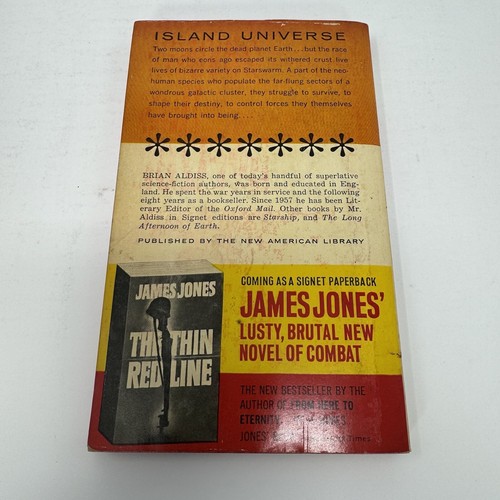 ISLAND UNIVERSE
Two moons circle the dead planet Earth...but the race
of man who eons ago escaped its withered crust live
lives of bizarre variety on Starswarm. A part of the neo-
human species who populate the far-flung sectors of a
wondrous galactic cluster, they struggle to survive, to
shape their destiny, to control forces they themselves
have brought into being....
*******
BRIAN ALDISS, one of today's handful of superlative
science-fiction authors, was born and educated in Eng-
land. He spent the war years in service and the following
eight years as a bookseller. Since 1957 he has been Lit-
erary Editor of the Oxford Mail. Other books by Mr.
Aldiss in Signet editions are Starship, and The Long
Afternoon of Earth.
PUBLISHED BY THE NEW AMERICAN LIBRARY
JAMES JONES
THE THIN
RED LINE
COMING AS A SIGNET PAPERBACK
JAMES JONES'
LUSTY, BRUTAL NEW
NOVEL OF COMBAT
THE NEW BESTSELLER BY THE
AUTHOR OF FROM HERE TO
ETERNITY
JONES'
Times